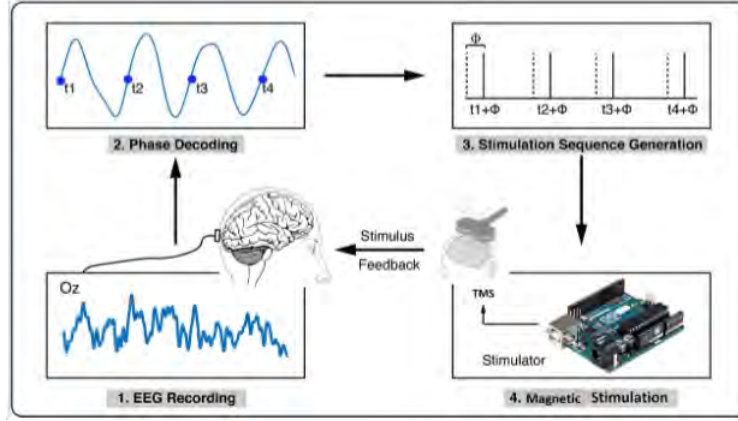 t1 t2 t3 t4
2. Phase Decoding
Φ
t1+Φ t2+Φ t3+Φ t4+Φ
3. Stimulation Sequence Generation
Stimulus
Feedback
Oz
1. EEG Recording
TMS
Stimulator
4. Magnetic Stimulation